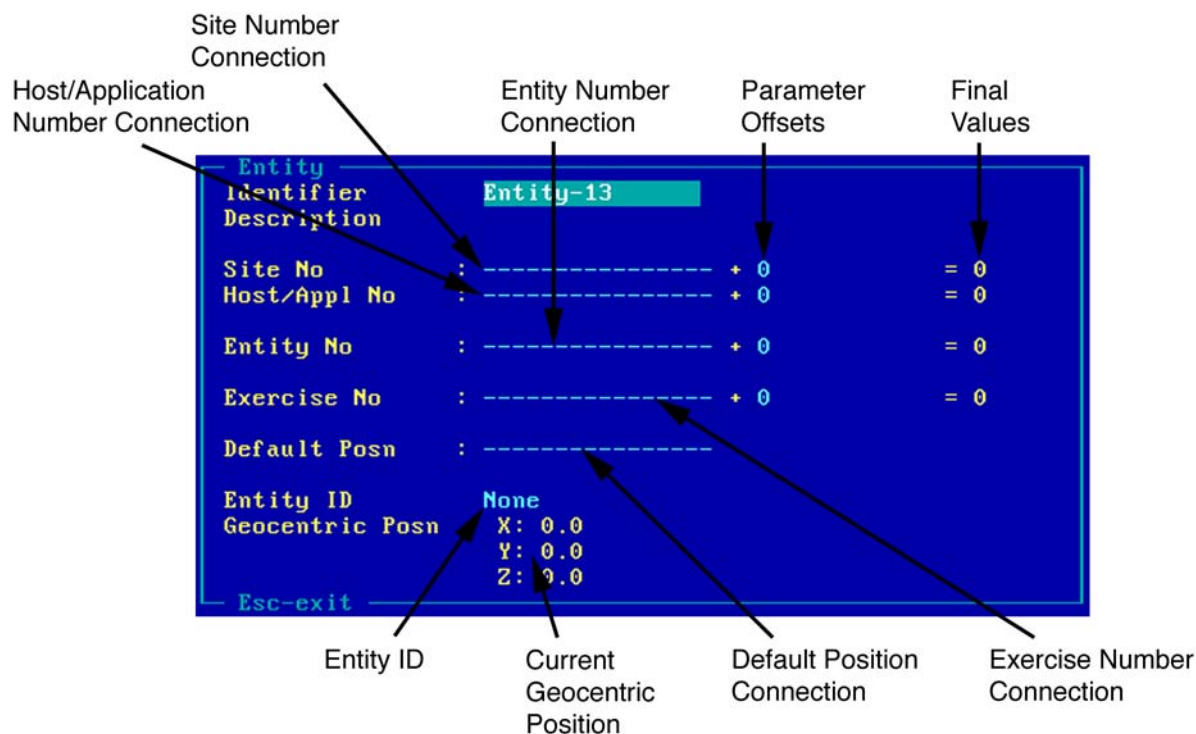 Site Number
Connection
Host/Application
Number Connection
Entity Number
Connection
Parameter
Offsets
Final
Values
Entity
Identifier Entity-13
Description
Site No : ---------------- + 0 = 0
Host/Appl No : ---------------- + 0 = 0
Entity No : ---------------- + 0 = 0
Exercise No : ---------------- + 0 = 0
Default Posn : ----------------
Entity ID None
Geocentric Posn X: 0.0
Y: 0.0
Z: 0.0
Esc-exit
Entity ID
Current
Geocentric
Position
Default Position
Connection
Exercise Number
Connection